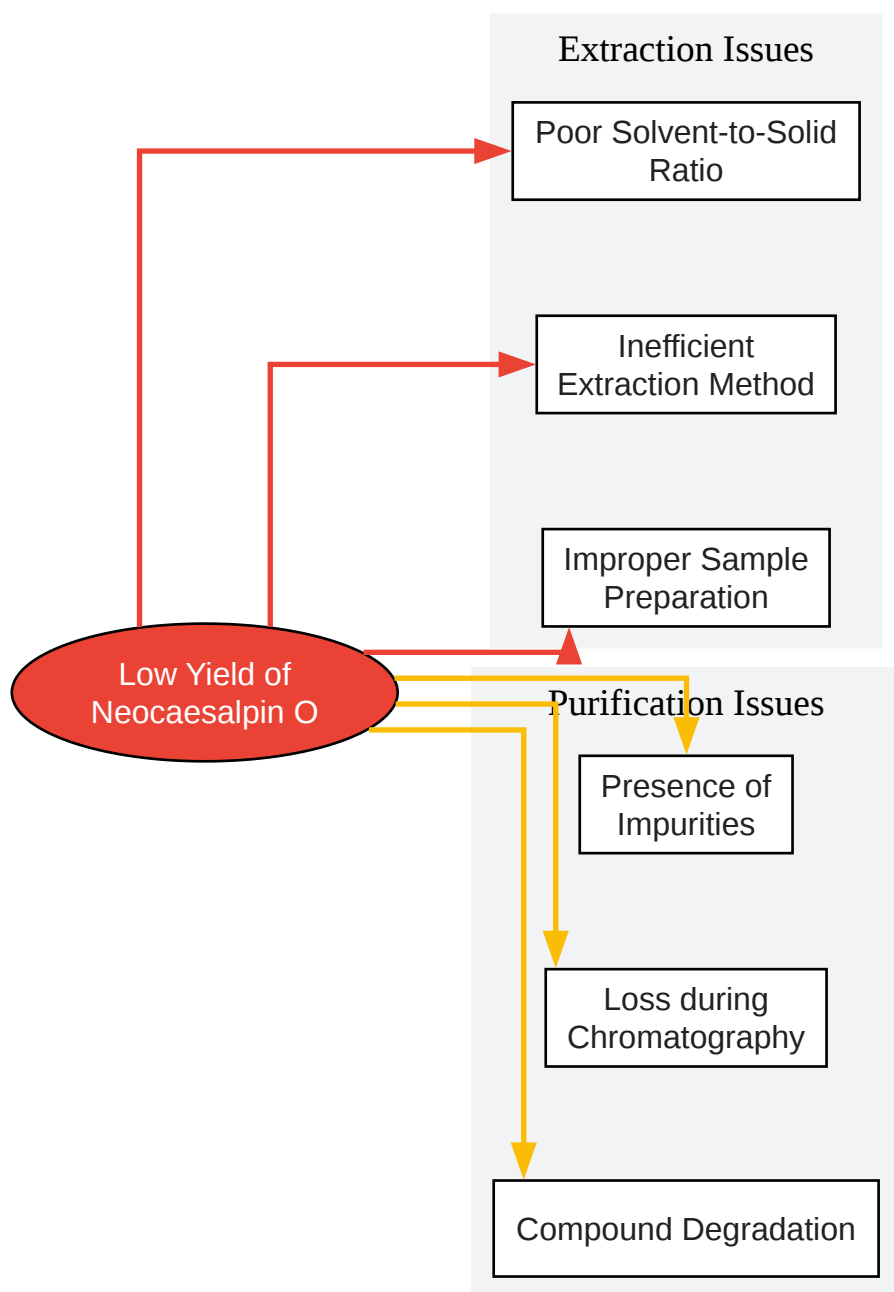 Extraction Issues
Poor Solvent-to-Solid
Ratio
Inefficient
Extraction Method
Improper Sample
Preparation
Low Yield of
Neocaesalpin O
Purification Issues
Presence of
Impurities
Loss during
Chromatography
Compound Degradation